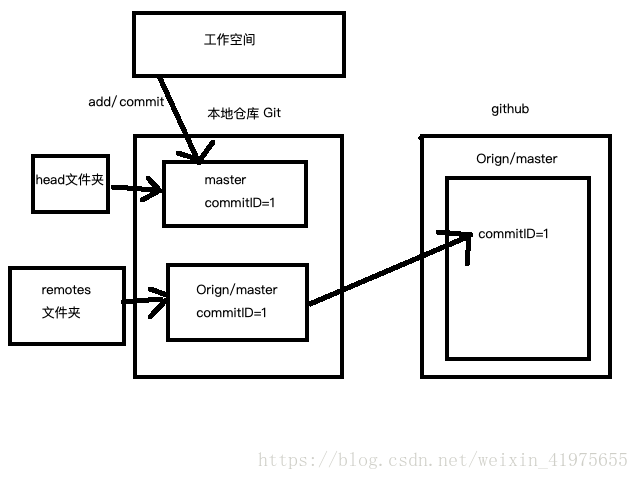 工作空间
add/commit
本地仓库 Git
github
head文件夹
master
commitID=1
Orign/master
commitID=1
remotes
文件夹
Orign/master
commitID=1
https://blog.csdn.net/weixin_41975655